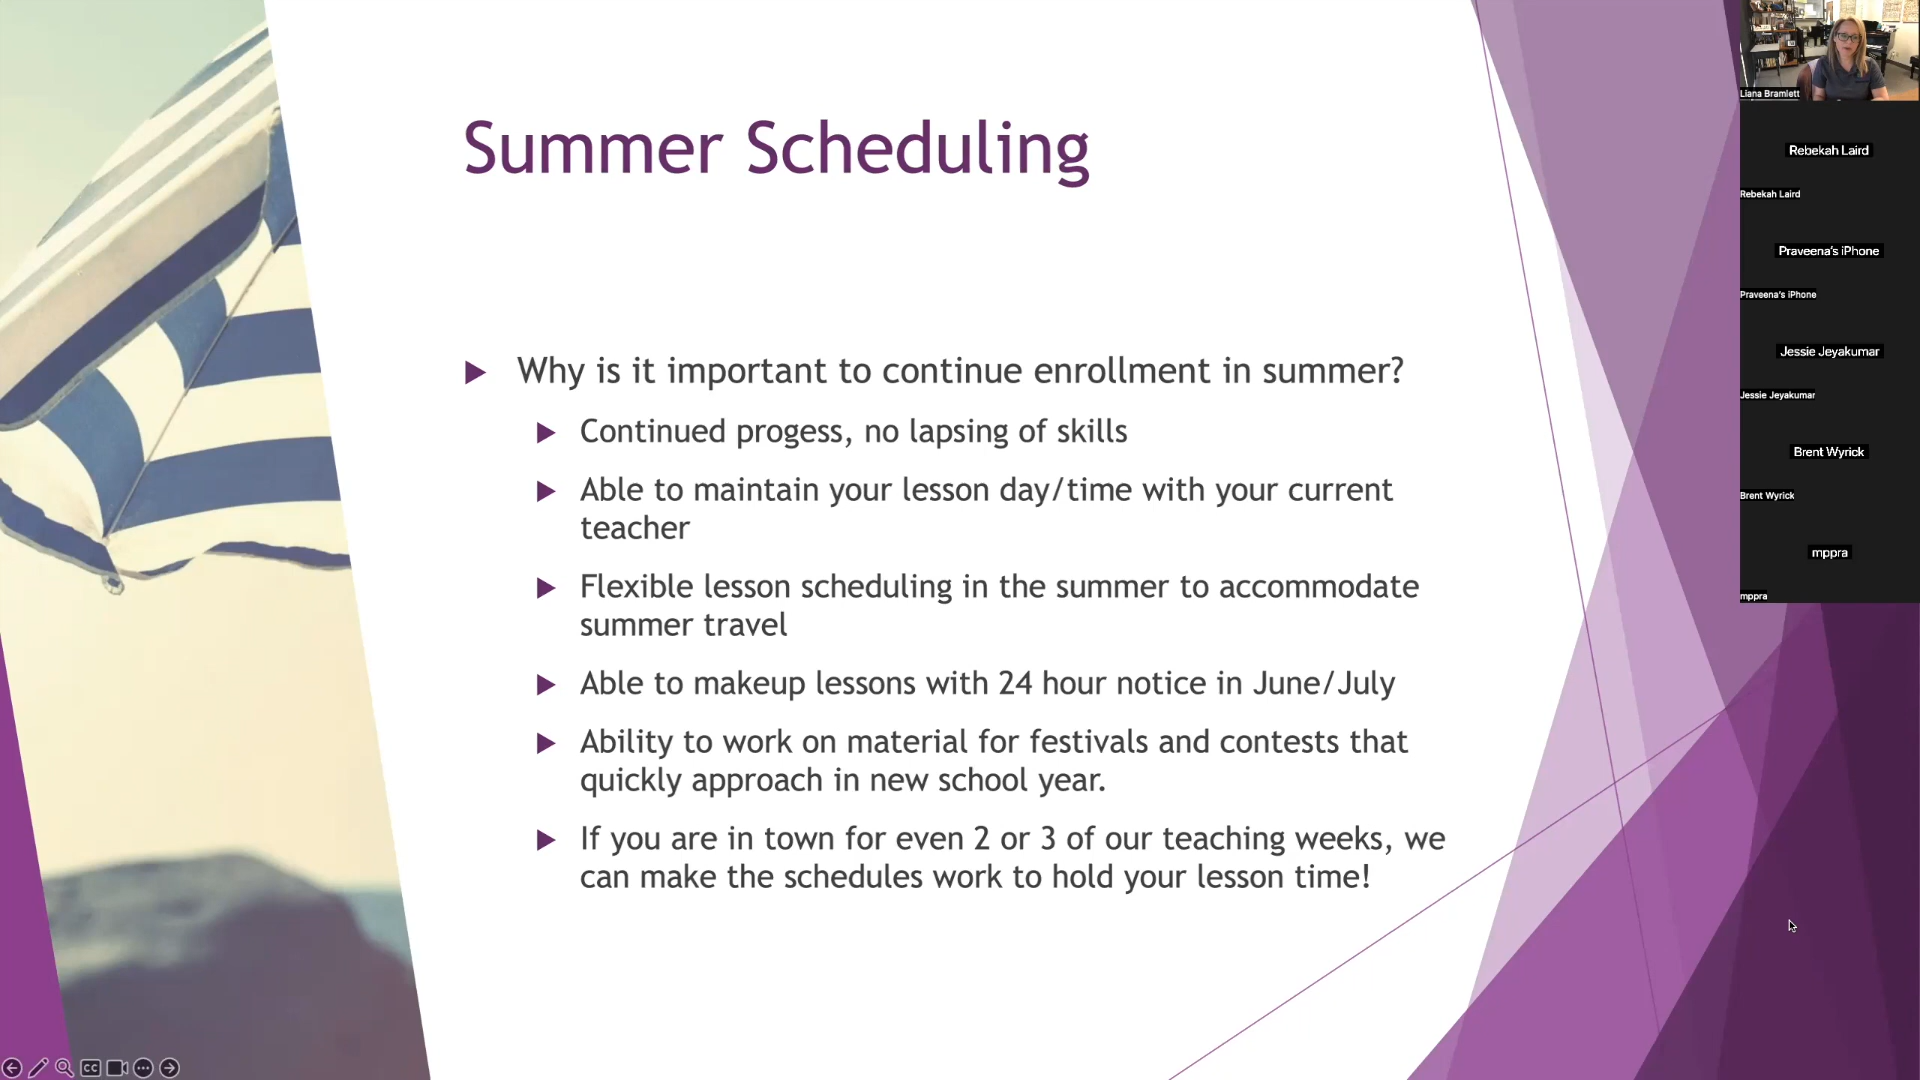 Summer Scheduling
Why is it important to continue enrollment in summer?
Continued progess, no lapsing of skills
Able to maintain your lesson day/time with your current
teacher
Flexible lesson scheduling in the summer to accommodate
summer travel
Able to makeup lessons with 24 hour notice in June/July
Ability to work on material for festivals and contests that
quickly approach in new school year.
If you are in town for even 2 or 3 of our teaching weeks, we
can make the schedules work to hold your lesson time!
Liana Bramlett
Rebekah Laird
Rebekah Laird
Praveena's iPhone
Praveena's iPhone
Jessie Jeyakumar
Jessie Jeyakumar
Brent Wyrick
Brent Wyrick
mppra
mppra
CC